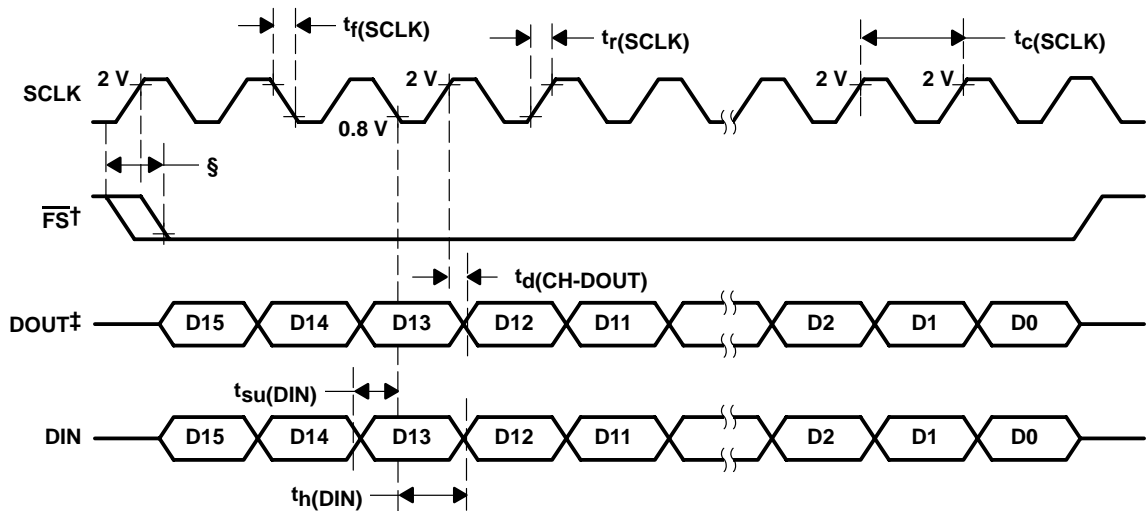 tf(SCLK)
tr(SCLK)
tc(SCLK)
SCLK
2 V
0.8 V
2 V
2 V
2 V
§
FS†
td(CH-DOUT)
DOUT‡
D15 D14 D13 D12 D11 D2 D1 D0
tsu(DIN)
DIN
D15 D14 D13 D12 D11 D2 D1 D0
th(DIN)